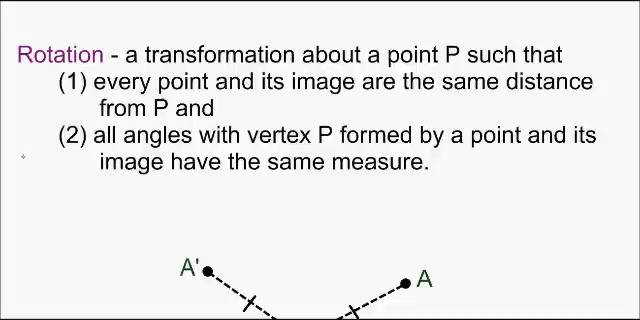 Rotation - a transformation about a point P such that
(1) every point and its image are the same distance
from P and
(2) all angles with vertex P formed by a point and its
image have the same measure.
A' A